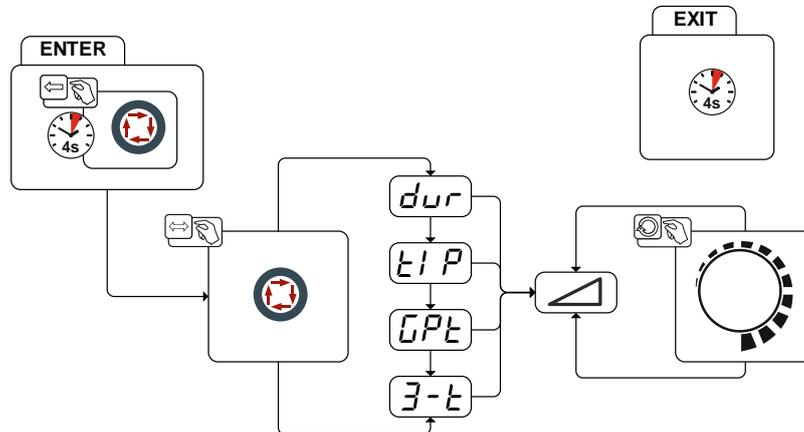 EXIT
ENTER
4s
4s
dur
tIP
GPt
3-t